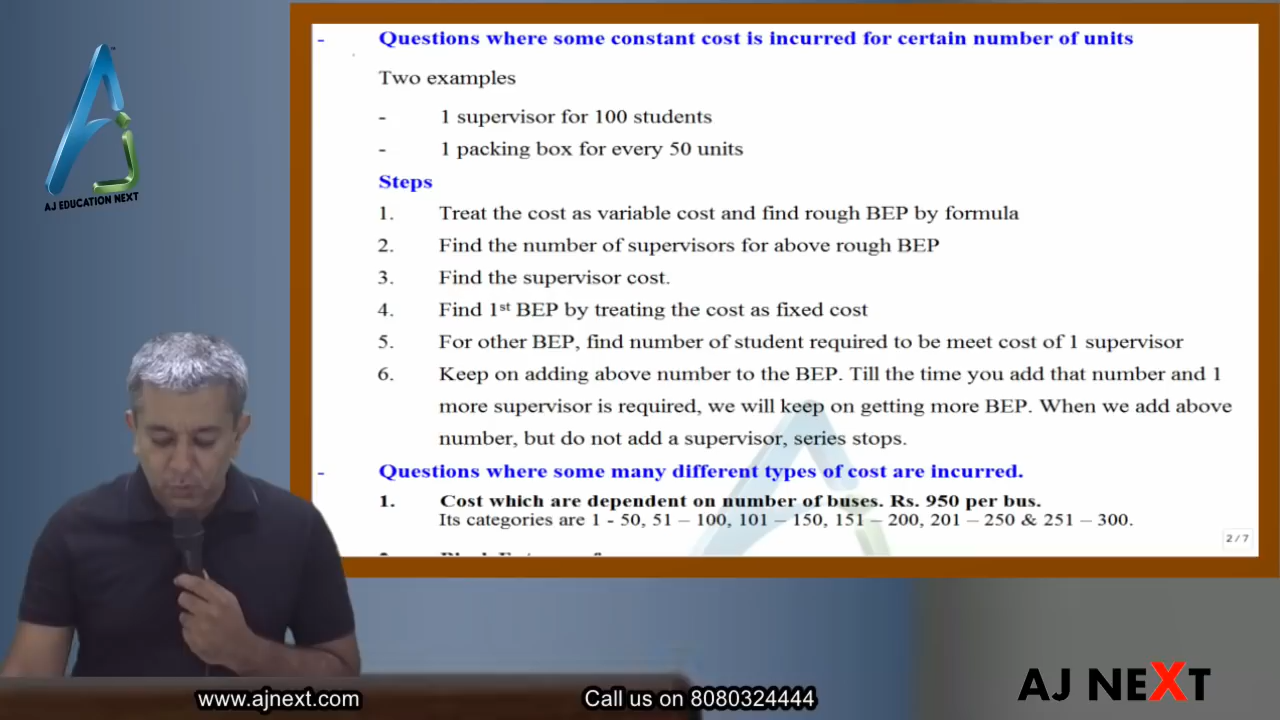 - Questions where some constant cost is incurred for certain number of units
Two examples
- 1 supervisor for 100 students
- 1 packing box for every 50 units
Steps
1. Treat the cost as variable cost and find rough BEP by formula
2. Find the number of supervisors for above rough BEP
3. Find the supervisor cost.
4. Find 1st BEP by treating the cost as fixed cost
5. For other BEP, find number of student required to be meet cost of 1 supervisor
6. Keep on adding above number to the BEP. Till the time you add that number and 1
more supervisor is required, we will keep on getting more BEP. When we add above
number, but do not add a supervisor, series stops.
- Questions where some many different types of cost are incurred.
1. Cost which are dependent on number of buses. Rs. 950 per bus.
Its categories are 1 - 50, 51 – 100, 101 – 150, 151 – 200, 201 – 250 & 251 – 300.
2 / 7
AJ EDUCATION NEXT
www.ajnext.com
Call us on 8080324444
AJ NEXT